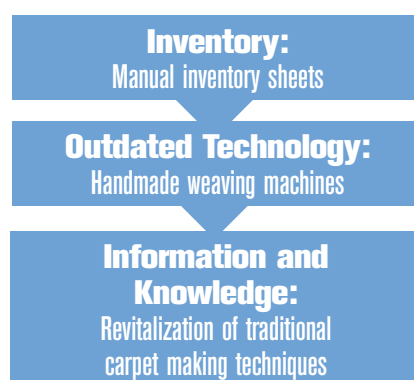 Inventory:
Manual inventory sheets
Outdated Technology:
Handmade weaving machines
Information and
Knowledge:
Revitalization of traditional
carpet making techniques